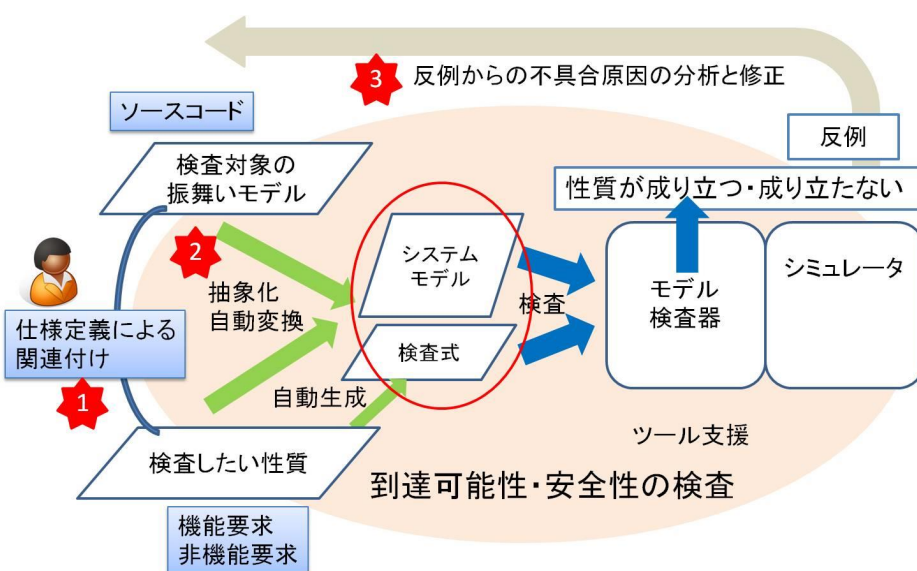 3
反例からの不具合原因の分析と修正
ソースコード
反例
検査対象の
振舞いモデル
性質が成り立つ・成り立たない
2
システム
モデル
モデル
検査器
シミュレータ
抽象化
自動変換
検査
仕様定義による
関連付け
検査式
1
自動生成
ツール支援
検査したい性質
到達可能性・安全性の検査
機能要求
非機能要求